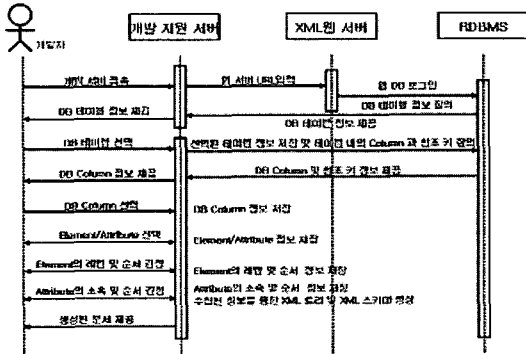 개발자
개발 지원 서버
XML웹 서버
RDBMS
개발 서버 접속
웹 서버 URL입력
웹 DB 로그인
DB 테이블 정보 질의
DB 테이블 정보 제공
DB 테이블 정보 제공
DB 테이블 선택
선택된 테이블 정보 저장 및 테이블 내의 Column 과 참조 키 질의
DB Column 정보 제공
DB Column 및 참조 키 정보 제공
DB Column 선택
DB Column 정보 저장
Element/Attribute 선택
Element/Attribute 정보 저장
Element의 레벨 및 순서 결정
Element의 레벨 및 순서 정보 저장
Attribute의 소속 및 순서 결정
Attribute의 소속 및 순서 정보 저장
수집된 정보를 통한 XML 트리 및 XML 스키마 생성
생성된 문서 제공